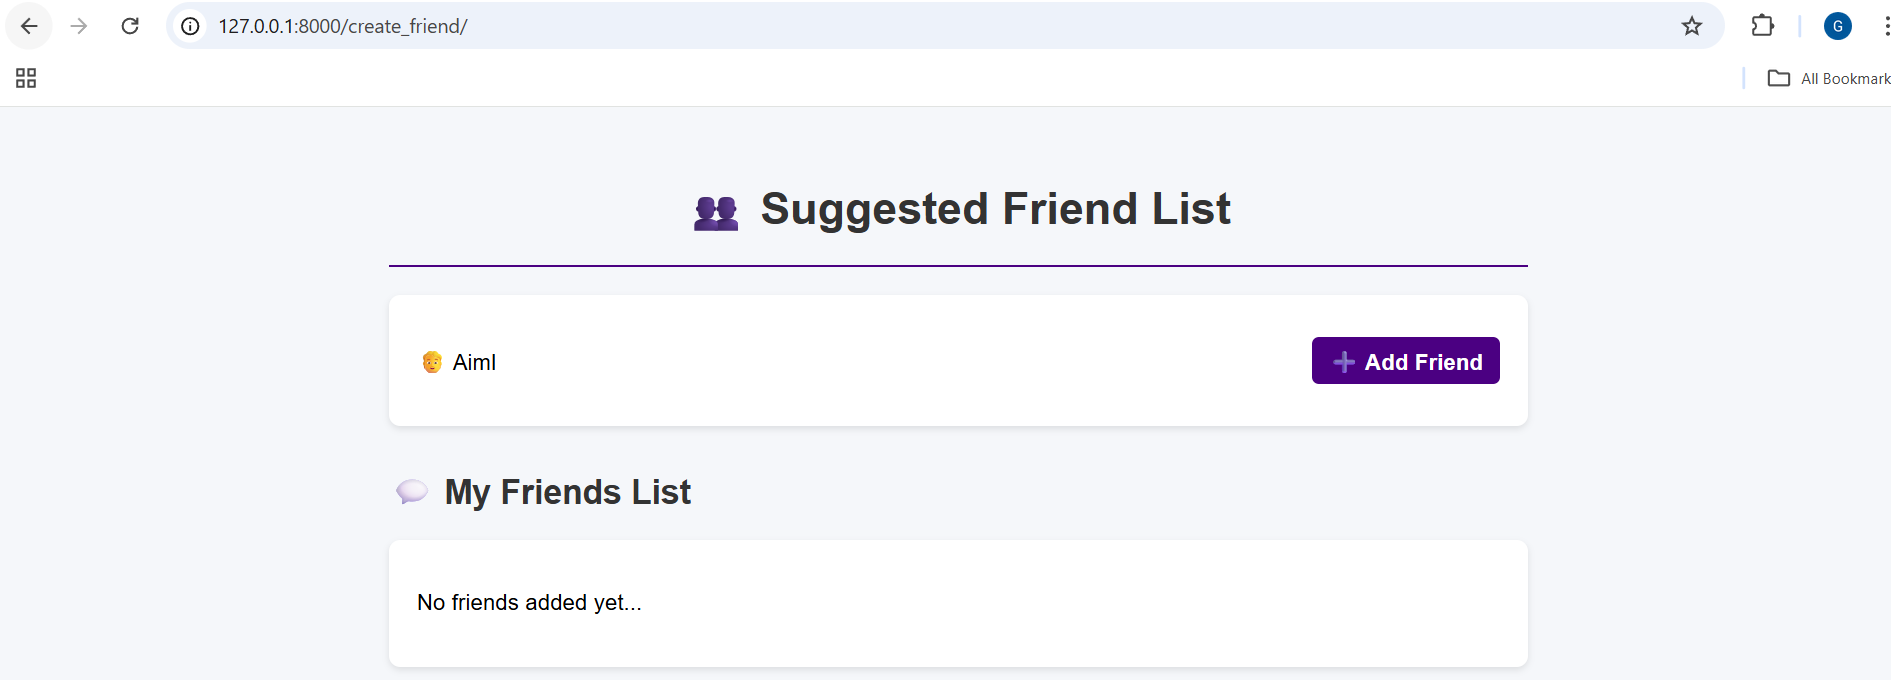 127.0.0.1:8000/create_friend/
G
All Bookmark
👥 Suggested Friend List
🧑 Aiml
➕ Add Friend
💬 My Friends List
No friends added yet...